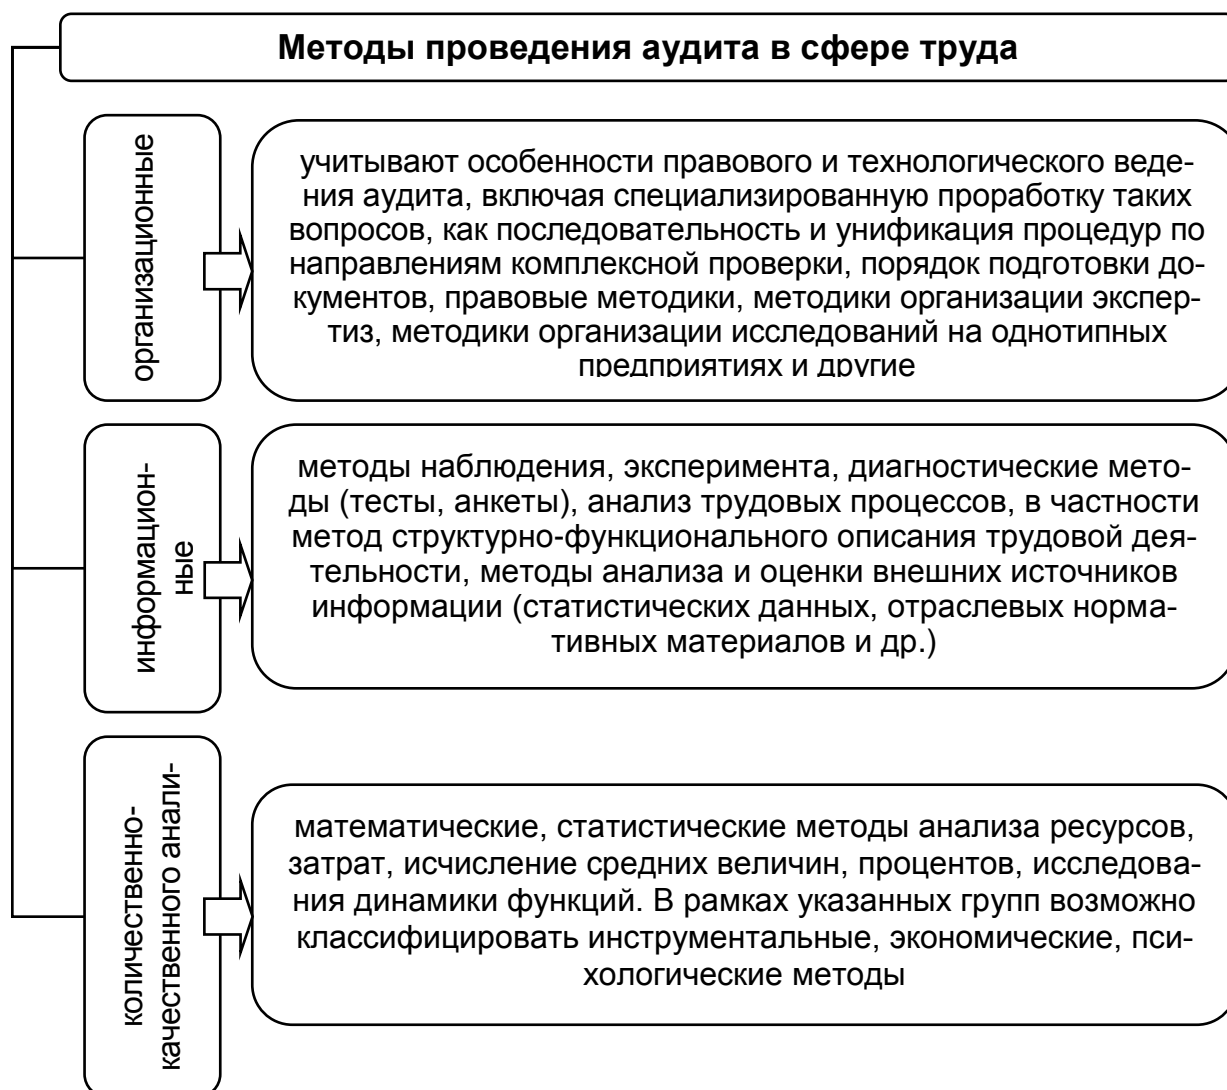 Методы проведения аудита в сфере труда
организационные
учитывают особенности правового и технологического веде-
ния аудита, включая специализированную проработку таких
вопросов, как последовательность и унификация процедур по
направлениям комплексной проверки, порядок подготовки до-
кументов, правовые методики, методики организации экспер-
тиз, методики организации исследований на однотипных
предприятиях и другие
информацион-
ные
методы наблюдения, эксперимента, диагностические мето-
ды (тесты, анкеты), анализ трудовых процессов, в частности
метод структурно-функционального описания трудовой дея-
тельности, методы анализа и оценки внешних источников
информации (статистических данных, отраслевых норма-
тивных материалов и др.)
количественно-
качественного анали-
математические, статистические методы анализа ресурсов,
затрат, исчисление средних величин, процентов, исследова-
ния динамики функций. В рамках указанных групп возможно
классифицировать инструментальные, экономические, пси-
хологические методы